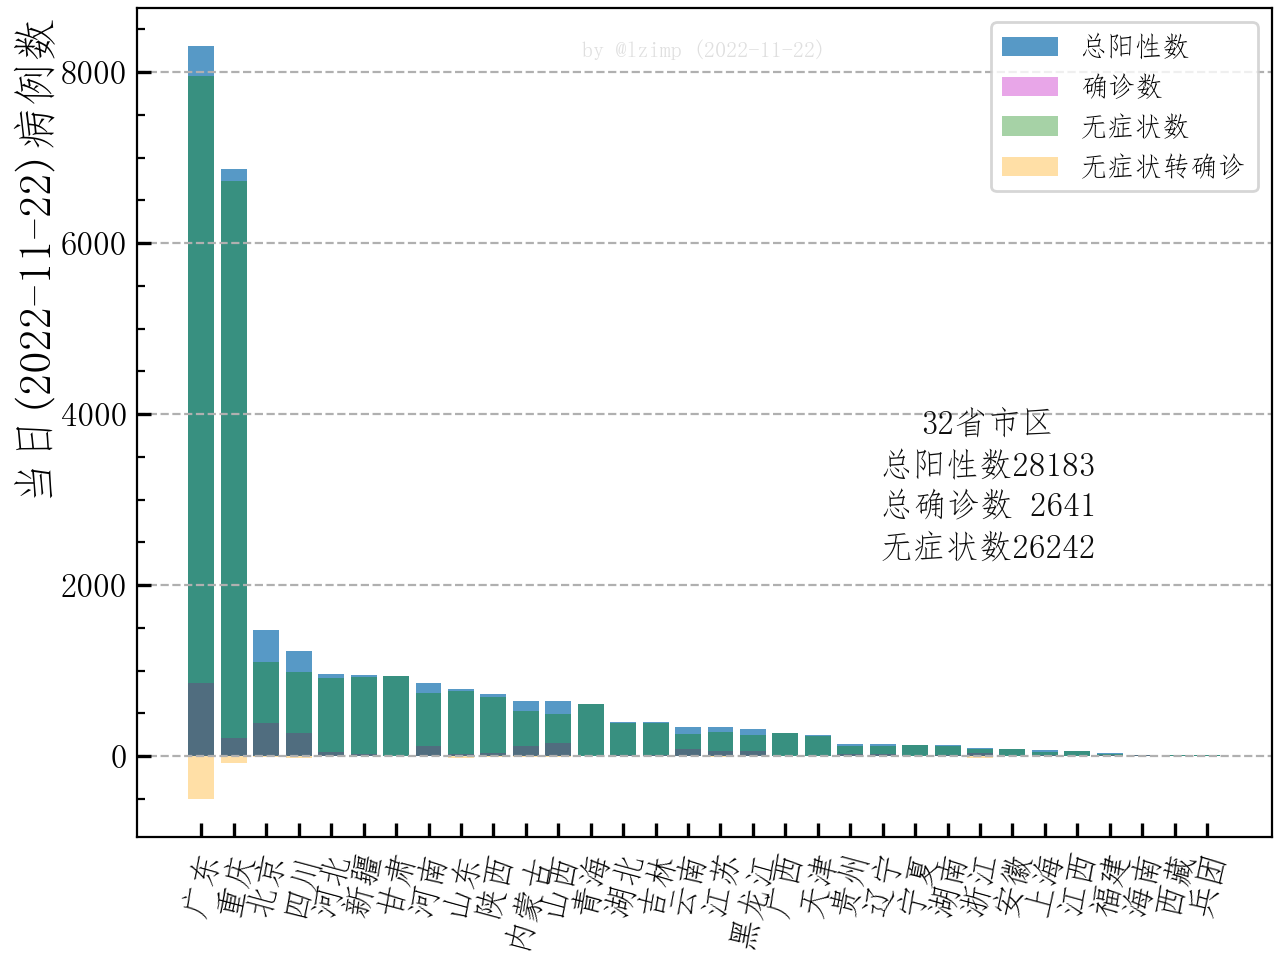 当日(2022-11-22)病例数
8000
6000
4000
2000
0
by @lzimp (2022-11-22)
总阳性数
确诊数
无症状数
无症状转确诊
32省市区
总阳性数28183
总确诊数 2641
无症状数26242
广东
重庆
北京
四川
河北
新疆
甘肃
河南
山东
陕西
内蒙古
山西
青海
湖北
吉林
云南
江苏
黑龙江
广西
天津
贵州
辽宁
宁夏
湖南
浙江
安徽
上海
江西
福建
海南
西藏
兵团